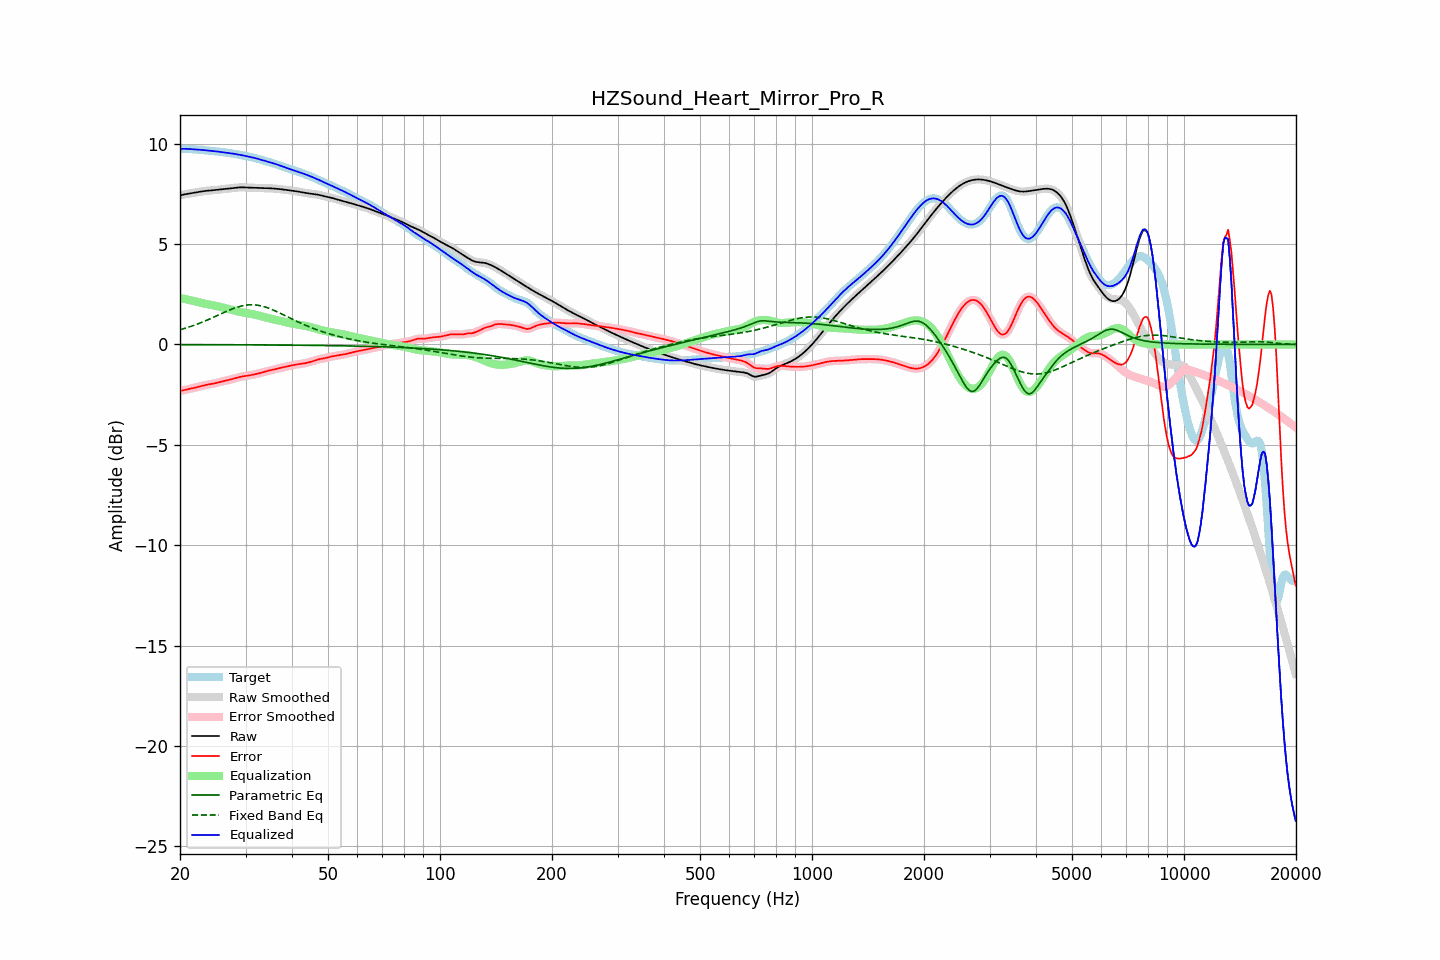 HZSound_Heart_Mirror_Pro_R
10
5
0
−5
−10
−15
−20
−25
Amplitude (dBr)
Target
Raw Smoothed
Error Smoothed
Raw
Error
Equalization
Parametric Eq
Fixed Band Eq
Equalized
20 50 100 200 500 1000 2000 5000 10000 20000
Frequency (Hz)